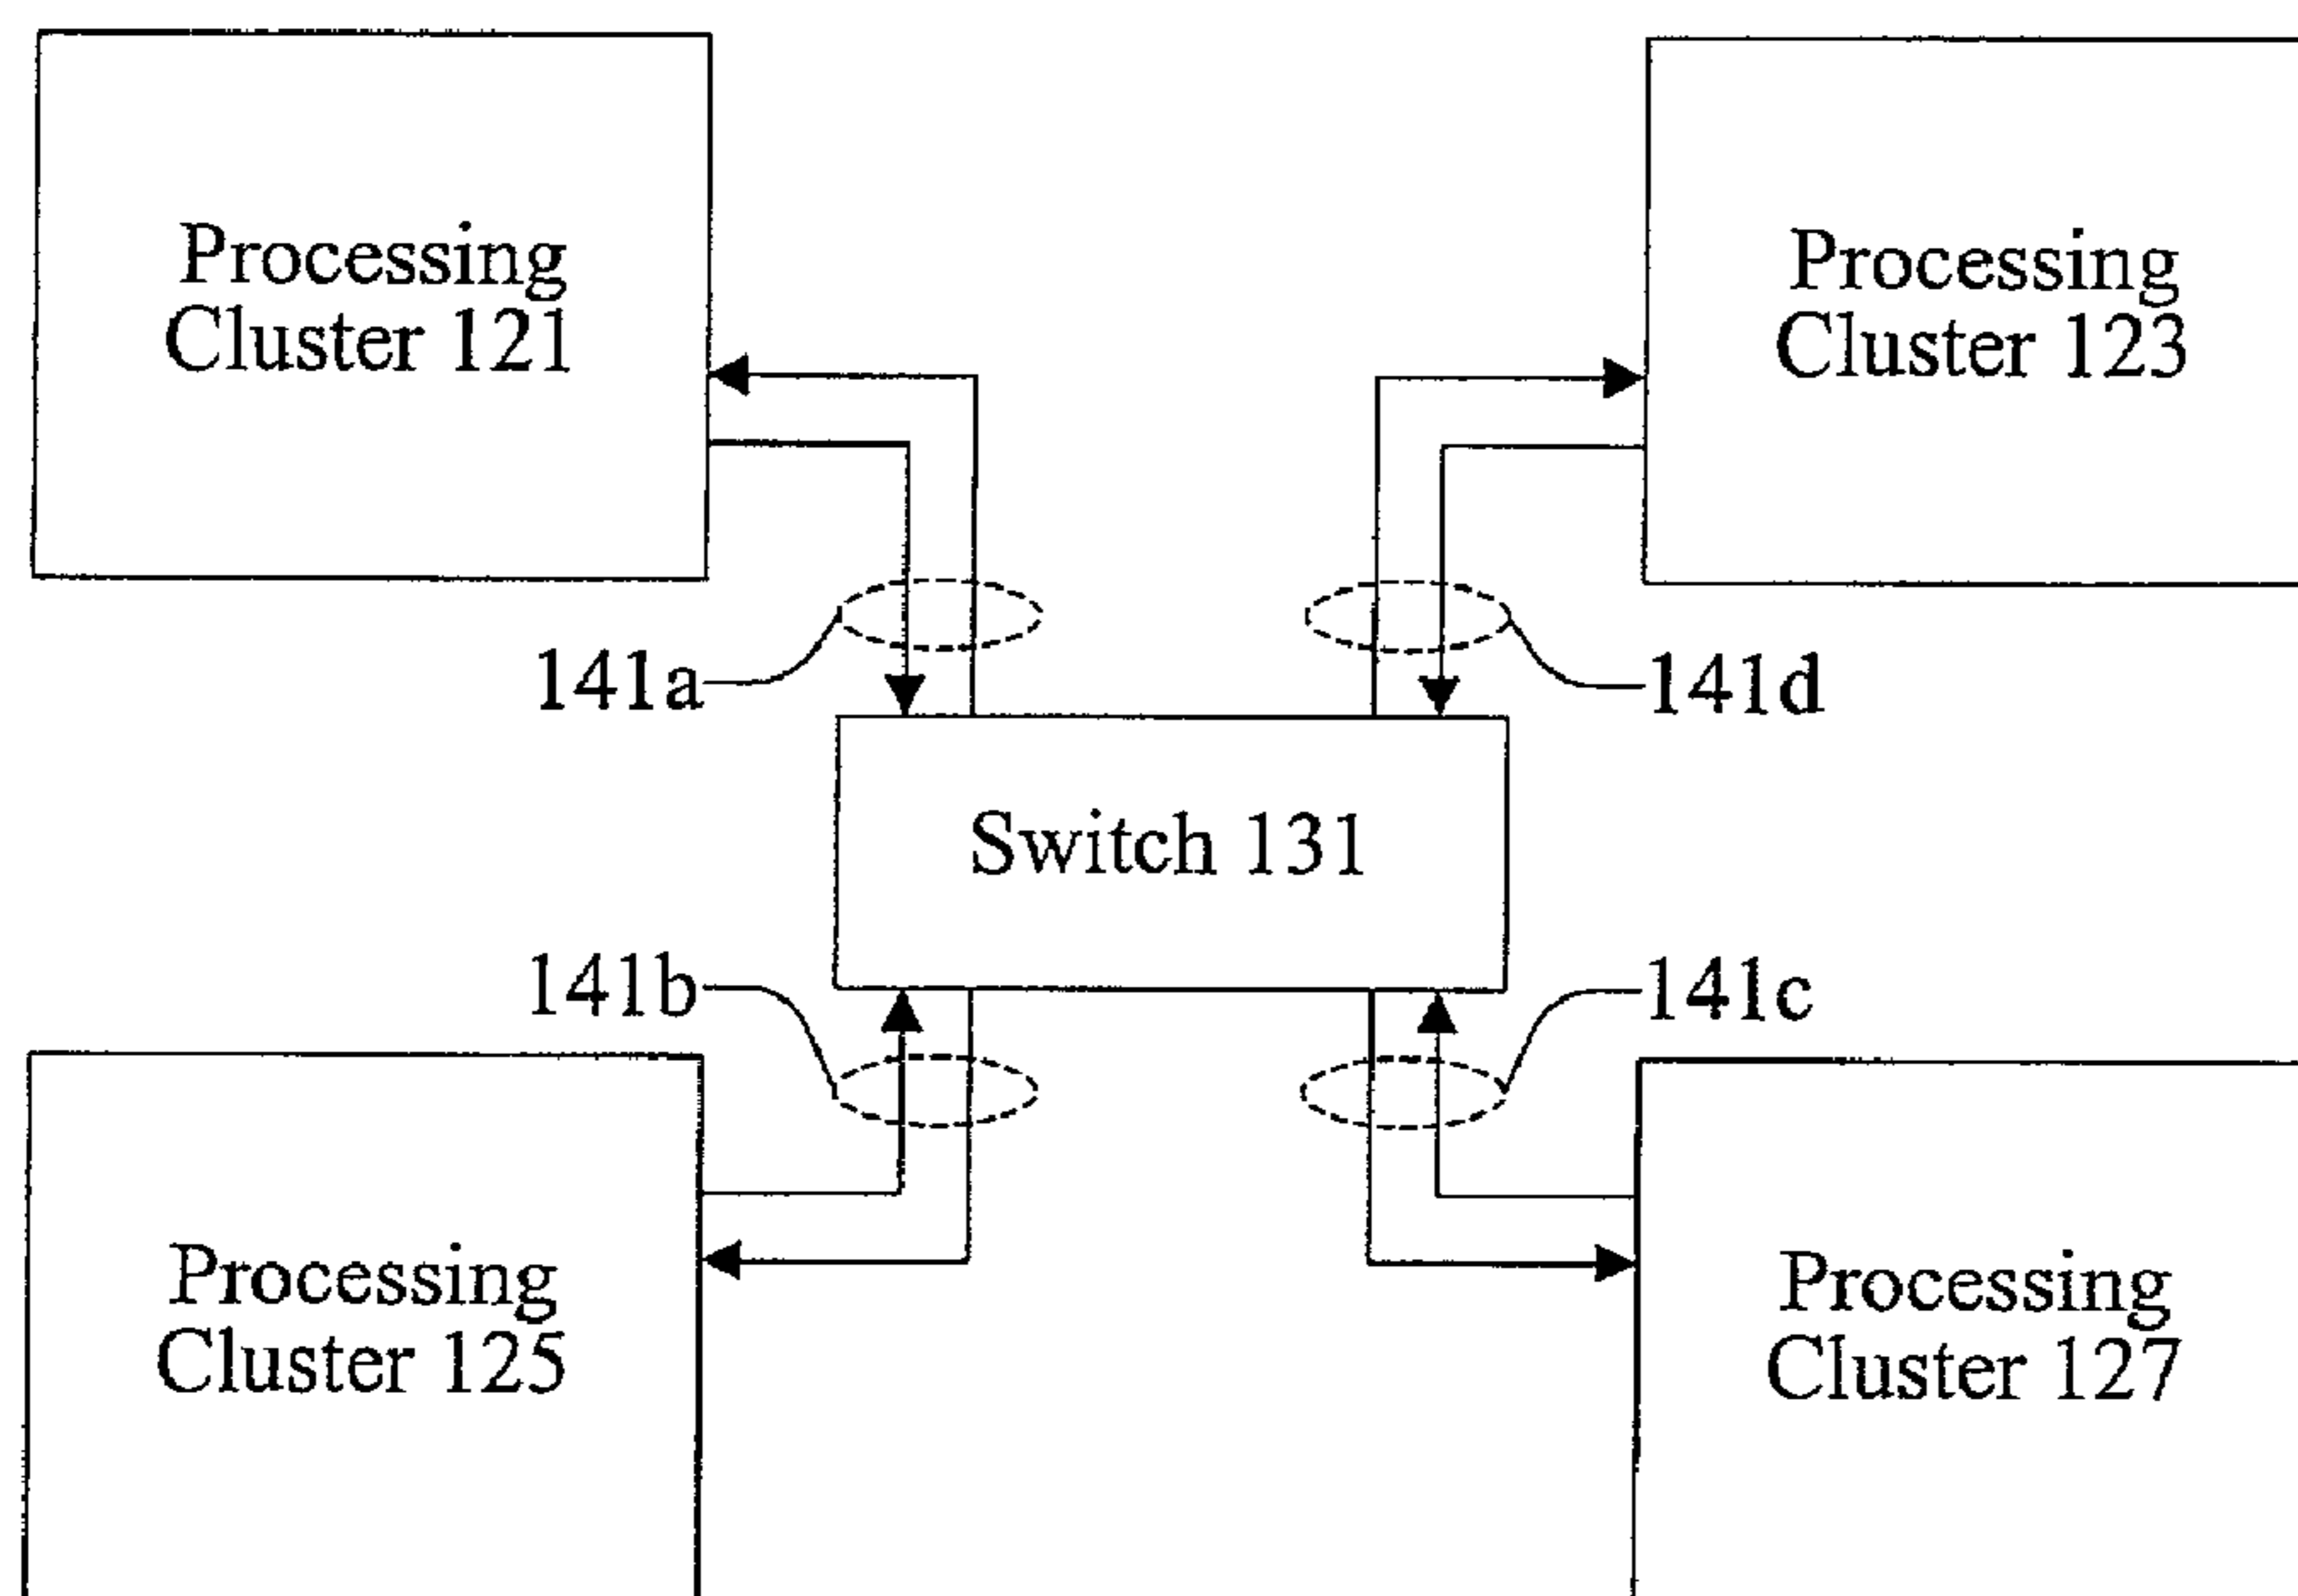 Processing
Cluster 121
Processing
Cluster 123
141a
141d
Switch 131
141b
141c
Processing
Cluster 125
Processing
Cluster 127